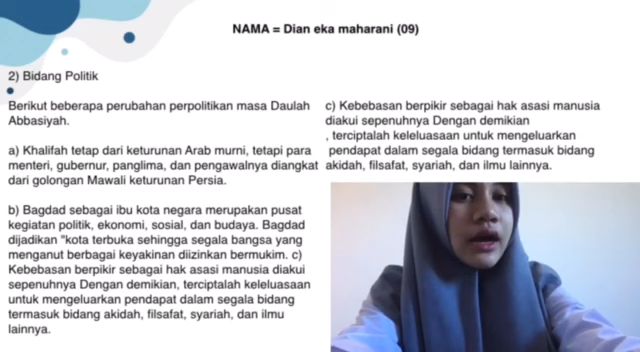 NAMA = Dian eka maharani (09)
2) Bidang Politik
Berikut beberapa perubahan perpolitikan masa Daulah
Abbasiyah.
a) Khalifah tetap dari keturunan Arab murni, tetapi para
menteri, gubernur, panglima, dan pengawalnya diangkat
dari golongan Mawali keturunan Persia.
b) Bagdad sebagai ibu kota negara merupakan pusat
kegiatan politik, ekonomi, sosial, dan budaya. Bagdad
dijadikan "kota terbuka sehingga segala bangsa yang
menganut berbagai keyakinan diizinkan bermukim. c)
Kebebasan berpikir sebagai hak asasi manusia diakui
sepenuhnya Dengan demikian, terciptalah keleluasaan
untuk mengeluarkan pendapat dalam segala bidang
termasuk bidang akidah, filsafat, syariah, dan ilmu
lainnya.
c) Kebebasan berpikir sebagai hak asasi manusia
diakui sepenuhnya Dengan demikian
, terciptalah keleluasaan untuk mengeluarkan
pendapat dalam segala bidang termasuk bidang
akidah, filsafat, syariah, dan ilmu lainnya.